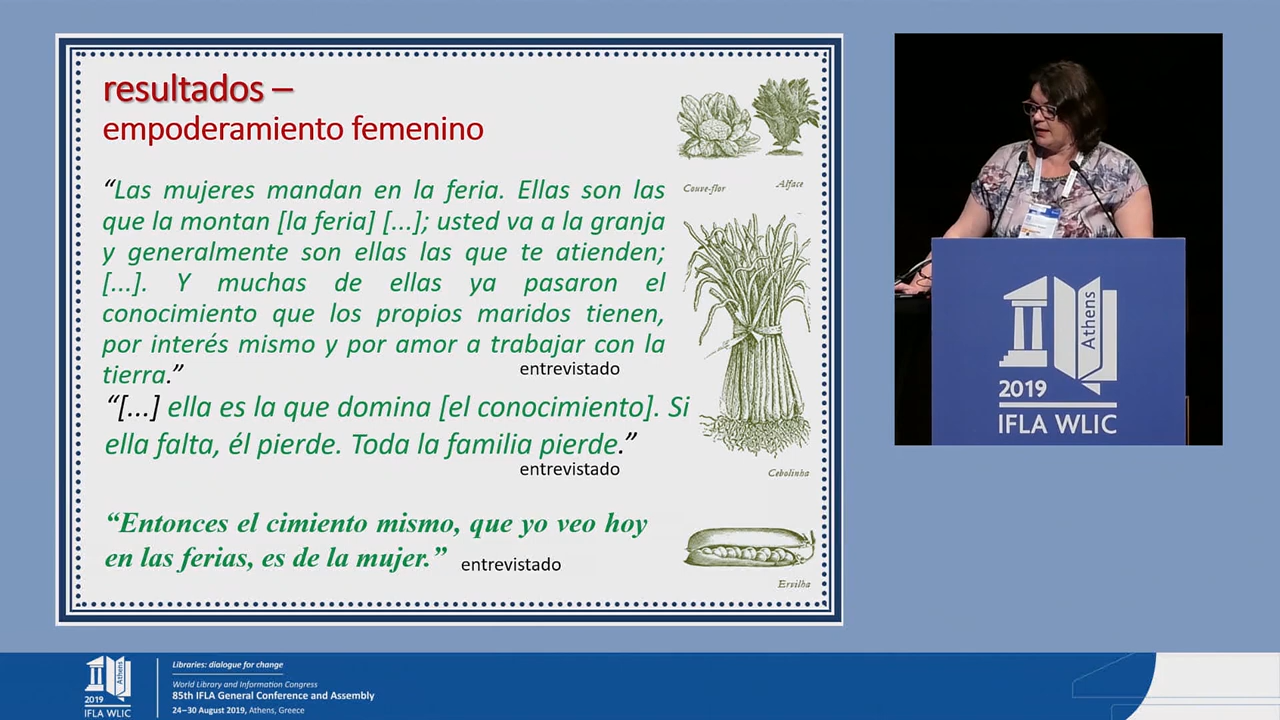 resultados –
empoderamiento femenino
“Las mujeres mandan en la feria. Ellas son las
que la montan [la feria] [...]; usted va a la granja
y generalmente son ellas las que te atienden;
[...]. Y muchas de ellas ya pasaron el
conocimiento que los propios maridos tienen,
por interés mismo y por amor a trabajar con la
tierra.”
entrevistado
“[...] ella es la que domina [el conocimiento]. Si
ella falta, él pierde. Toda la familia pierde.”
entrevistado
“Entonces el cimiento mismo, que yo veo hoy
en las ferias, es de la mujer.”
entrevistado
Couve-flor
Alface
Cebolinha
Ervilha
Athens
2019
IFLA WLIC
Athens
2019
IFLA WLIC
Libraries: dialogue for change
World Library and Information Congress
85th IFLA General Conference and Assembly
24–30 August 2019, Athens, Greece